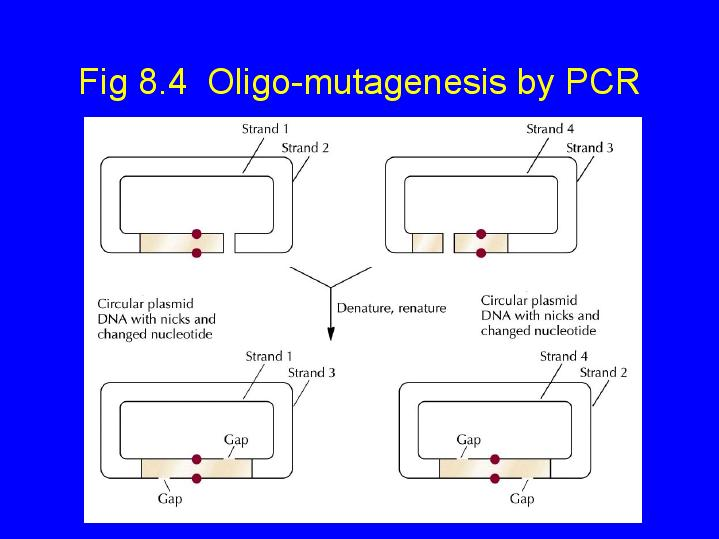 Fig 8.4  Oligo-mutagenesis by PCR
Strand 1
Strand 2
Strand 4
Strand 3
Circular plasmid
DNA with nicks and
changed nucleotide
Denature, renature
Circular plasmid
DNA with nicks and
changed nucleotide
Strand 1
Strand 3
Gap
Gap
Strand 4
Strand 2
Gap
Gap